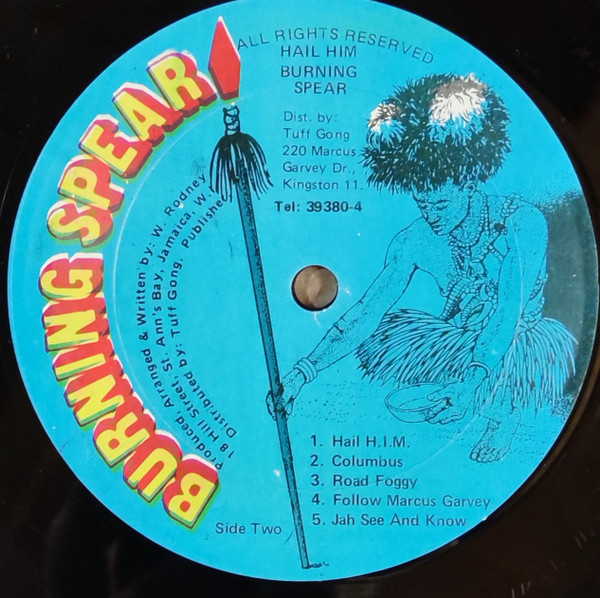 ALL RIGHTS RESERVED
HAIL HIM
BURNING
SPEAR
Dist. by:
Tuff Gong
220 Marcus
Garvey Dr.,
Kingston 11.
Tel: 39380-4
BURNING SPEAR
Produced, Arranged & Written by: W. Rodney
18 Hill Street, St. Ann's Bay, Jamaica, W.I.
Distributed by: Tuff Gong. Publishe
1. Hail H.I.M.
2. Columbus
3. Road Foggy
4. Follow Marcus Garvey
5. Jah See And Know
Side Two